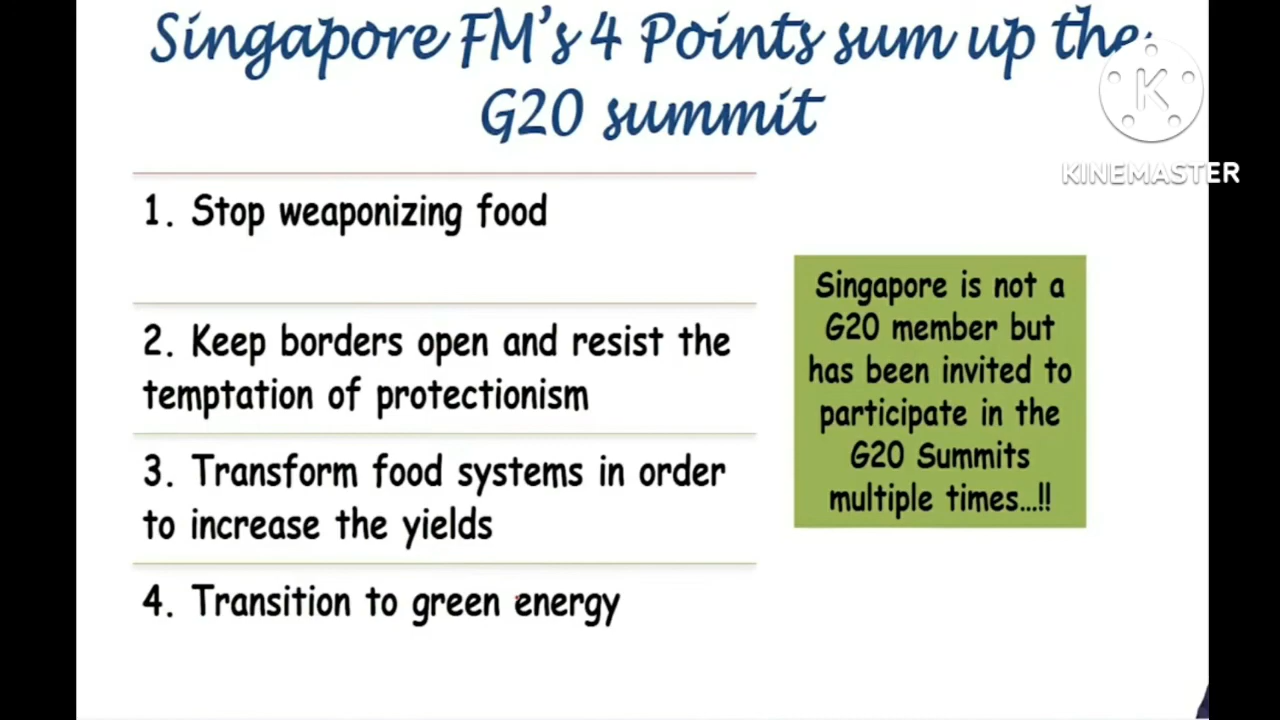 Singapore FM's 4 Points sum up the
G20 summit
K
KINEMASTER
1. Stop weaponizing food
2. Keep borders open and resist the
temptation of protectionism
3. Transform food systems in order
to increase the yields
4. Transition to green energy
Singapore is not a
G20 member but
has been invited to
participate in the
G20 Summits
multiple times...!!